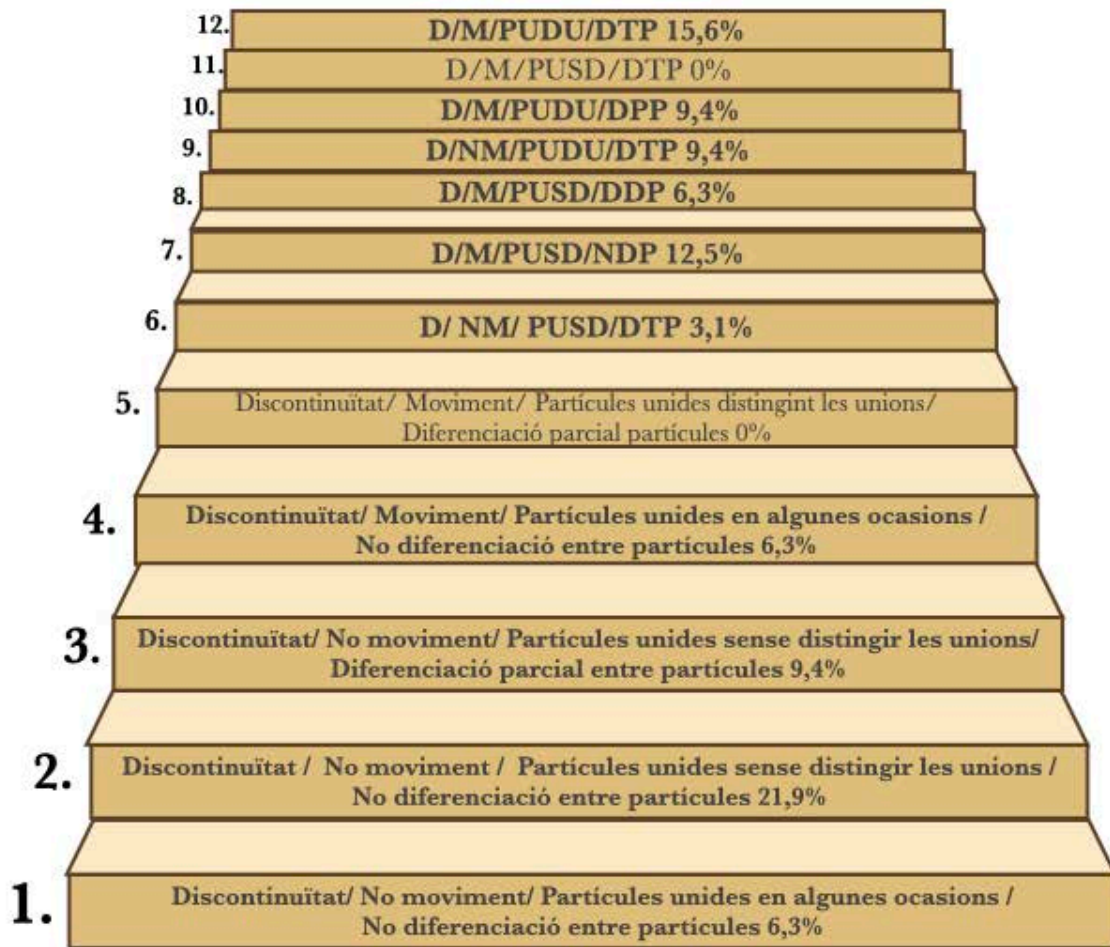 12. D/M/PUDU/DTP 15,6%
11. D/M/PUSD/DTP 0%
10. D/M/PUDU/DPP 9,4%
9. D/NM/PUDU/DTP 9,4%
8. D/M/PUSD/DDP 6,3%
7. D/M/PUSD/NDP 12,5%
6. D/ NM/ PUSD/DTP 3,1%
5. Discontinuïtat/ Moviment/ Partícules unides distingint les unions/
Diferenciació parcial partícules 0%
4. Discontinuïtat/ Moviment/ Partícules unides en algunes ocasions /
No diferenciació entre partícules 6,3%
3. Discontinuïtat/ No moviment/ Partícules unides sense distingir les unions/
Diferenciació parcial entre partícules 9,4%
2. Discontinuïtat / No moviment / Partícules unides sense distingir les unions /
No diferenciació entre partícules 21,9%
1. Discontinuïtat/ No moviment/ Partícules unides en algunes ocasions /
No diferenciació entre partícules 6,3%